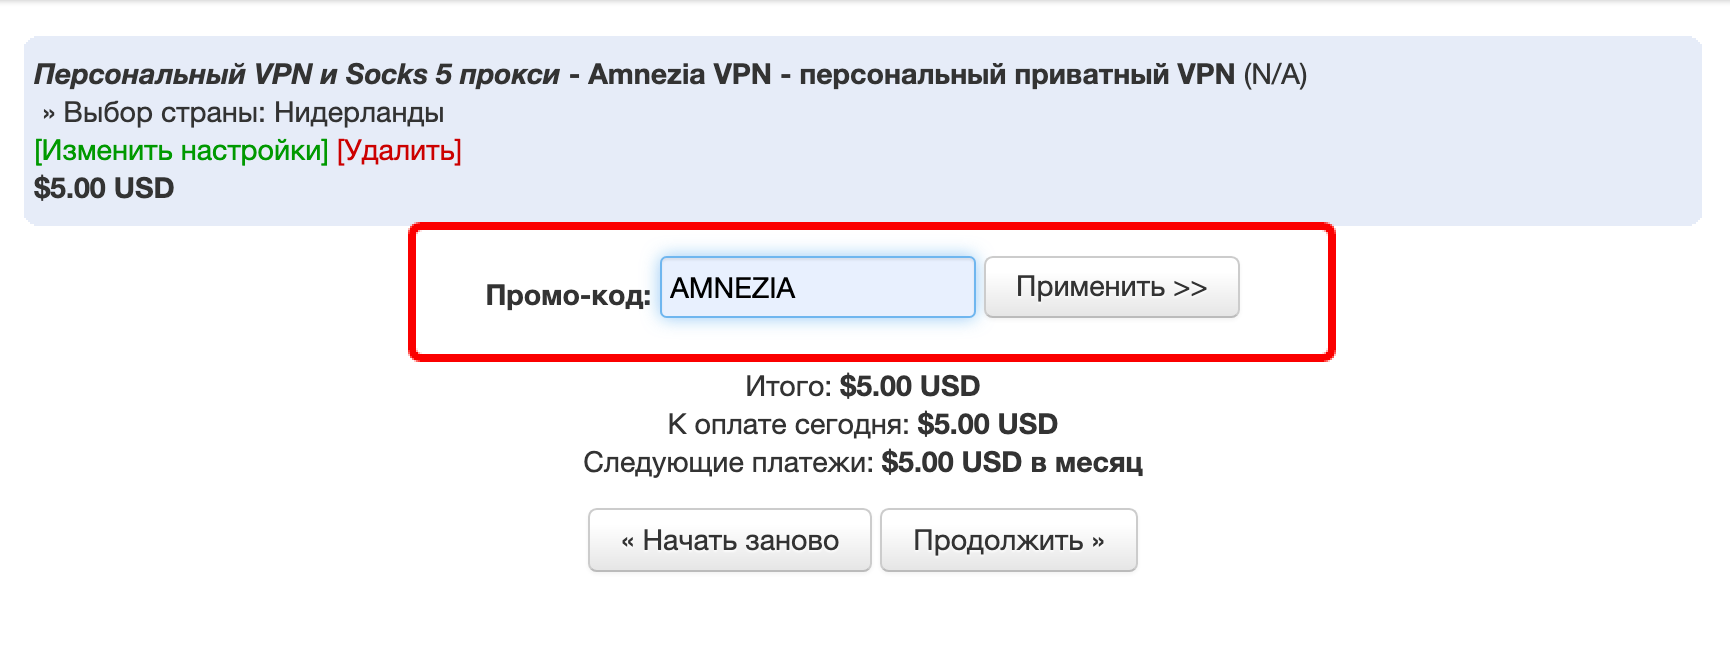 Персональный VPN и Socks 5 прокси - Amnezia VPN - персональный приватный VPN (N/A)
» Выбор страны: Нидерланды
[Изменить настройки] [Удалить]
$5.00 USD
Промо-код: AMNEZIA Применить >>
Итого: $5.00 USD
К оплате сегодня: $5.00 USD
Следующие платежи: $5.00 USD в месяц
« Начать заново Продолжить »